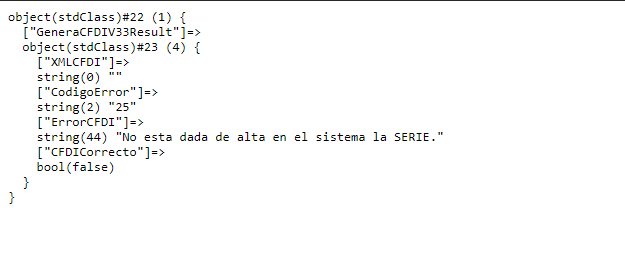 object(stdClass)#22 (1) {
  ["GeneraCFDIV33Result"]=>
  object(stdClass)#23 (4) {
    ["XMLCFDI"]=>
    string(0) ""
    ["CodigoError"]=>
    string(2) "25"
    ["ErrorCFDI"]=>
    string(44) "No esta dada de alta en el sistema la SERIE."
    ["CFDICorrecto"]=>
    bool(false)
  }
}